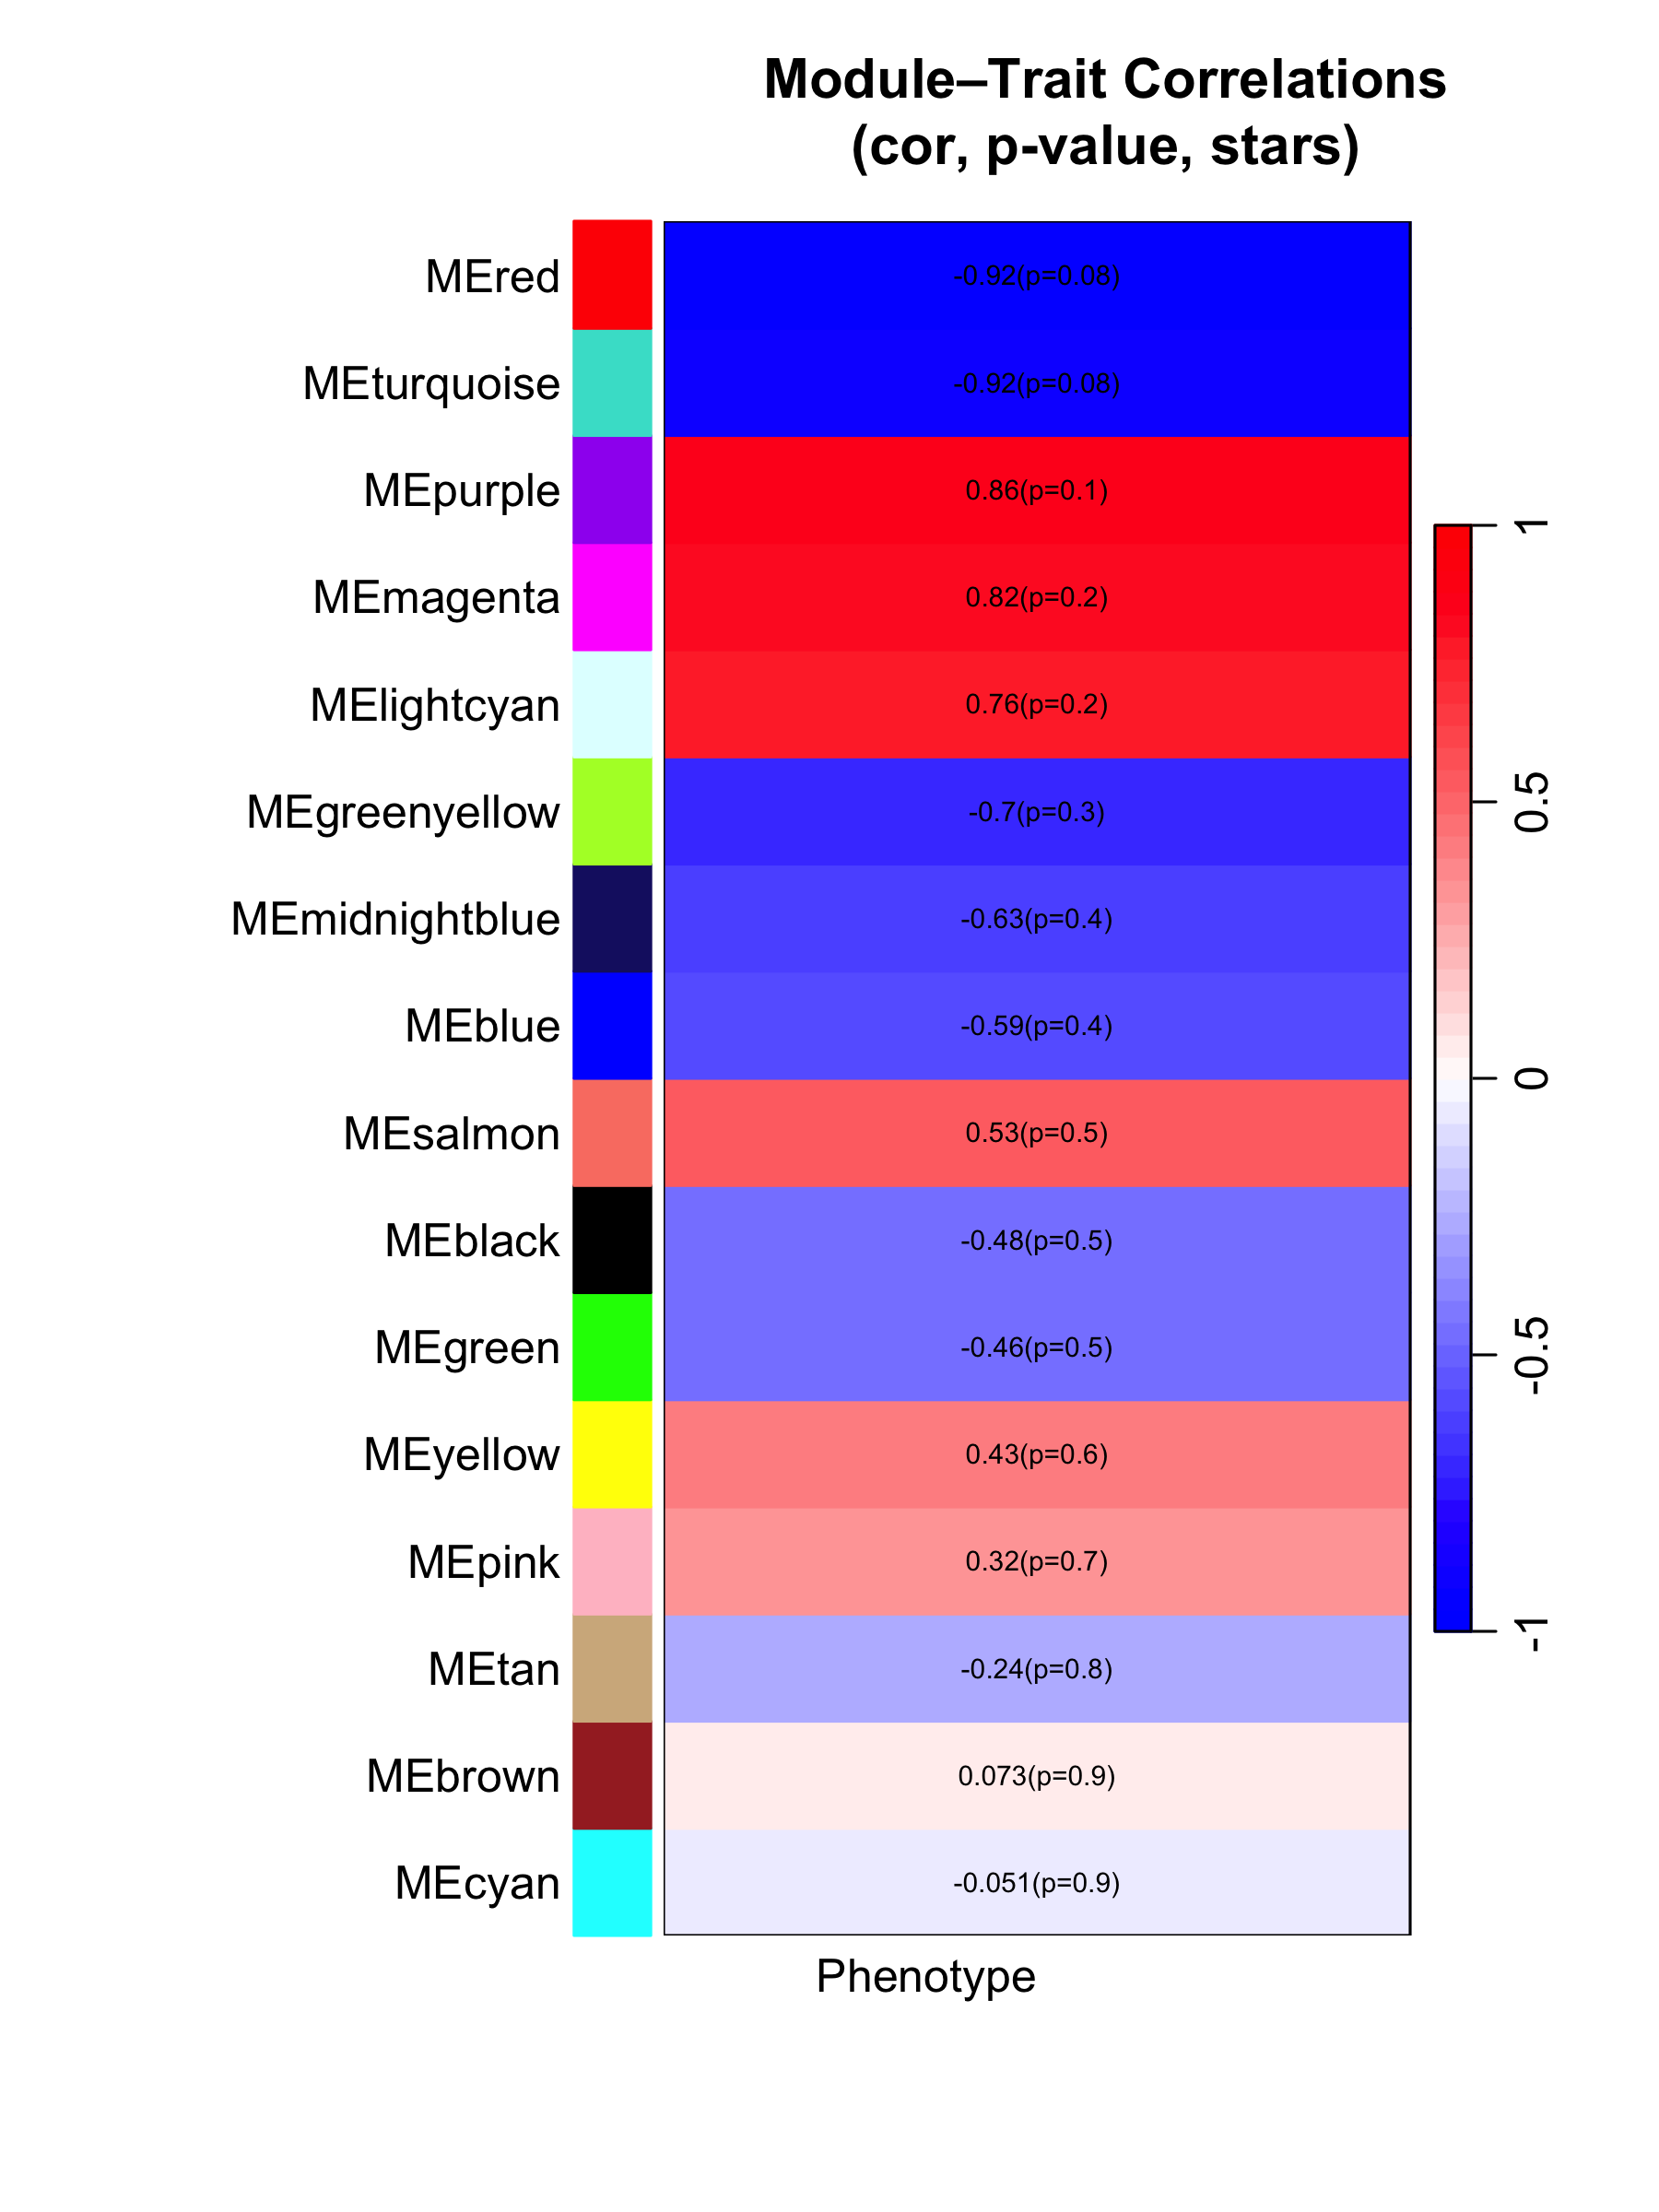 Module–Trait Correlations
(cor, p-value, stars)
MEred -0.92(p=0.08)
MEturquoise -0.92(p=0.08)
MEpurple 0.86(p=0.1)
MEmagenta 0.82(p=0.2)
MElightcyan 0.76(p=0.2)
MEgreenyellow -0.7(p=0.3)
MEmidnightblue -0.63(p=0.4)
MEblue -0.59(p=0.4)
MEsalmon 0.53(p=0.5)
MEblack -0.48(p=0.5)
MEgreen -0.46(p=0.5)
MEyellow 0.43(p=0.6)
MEpink 0.32(p=0.7)
MEtan -0.24(p=0.8)
MEbrown 0.073(p=0.9)
MEcyan -0.051(p=0.9)
Phenotype
1
0.5
0
-0.5
-1